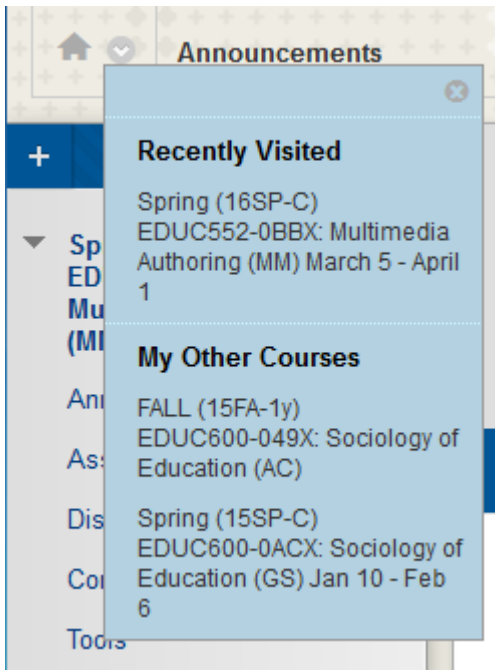 Announcements
Recently Visited
Spring (16SP-C)
EDUC552-0BBX: Multimedia
Authoring (MM) March 5 - April
1
My Other Courses
FALL (15FA-1y)
EDUC600-049X: Sociology of
Education (AC)
Spring (15SP-C)
EDUC600-0ACX: Sociology of
Education (GS) Jan 10 - Feb
6
Tools